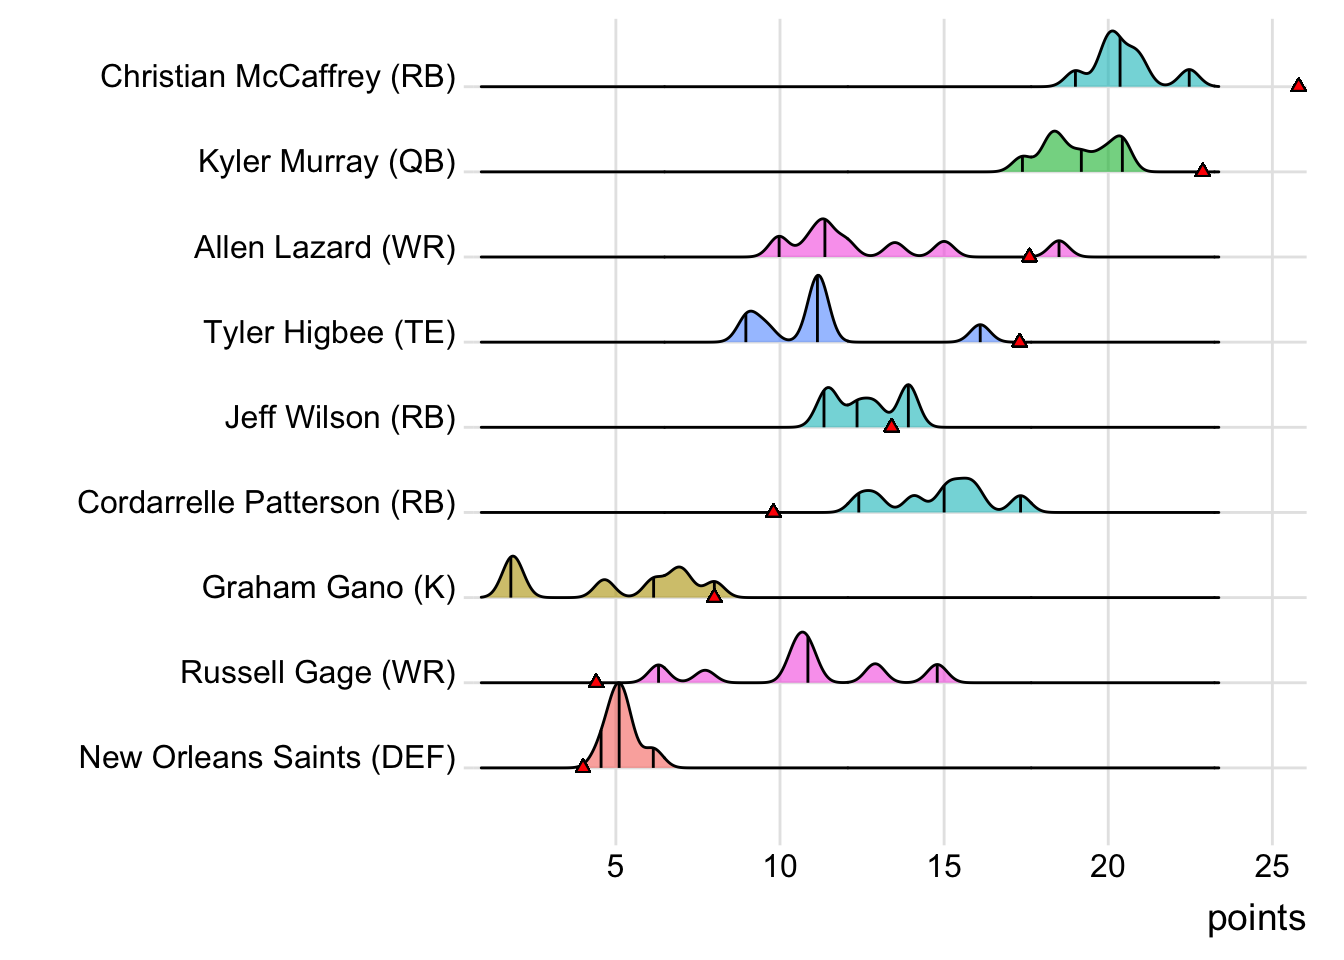 Christian McCaffrey (RB)
Kyler Murray (QB)
Allen Lazard (WR)
Tyler Higbee (TE)
Jeff Wilson (RB)
Cordarrelle Patterson (RB)
Graham Gano (K)
Russell Gage (WR)
New Orleans Saints (DEF)
5 10 15 20 25
points